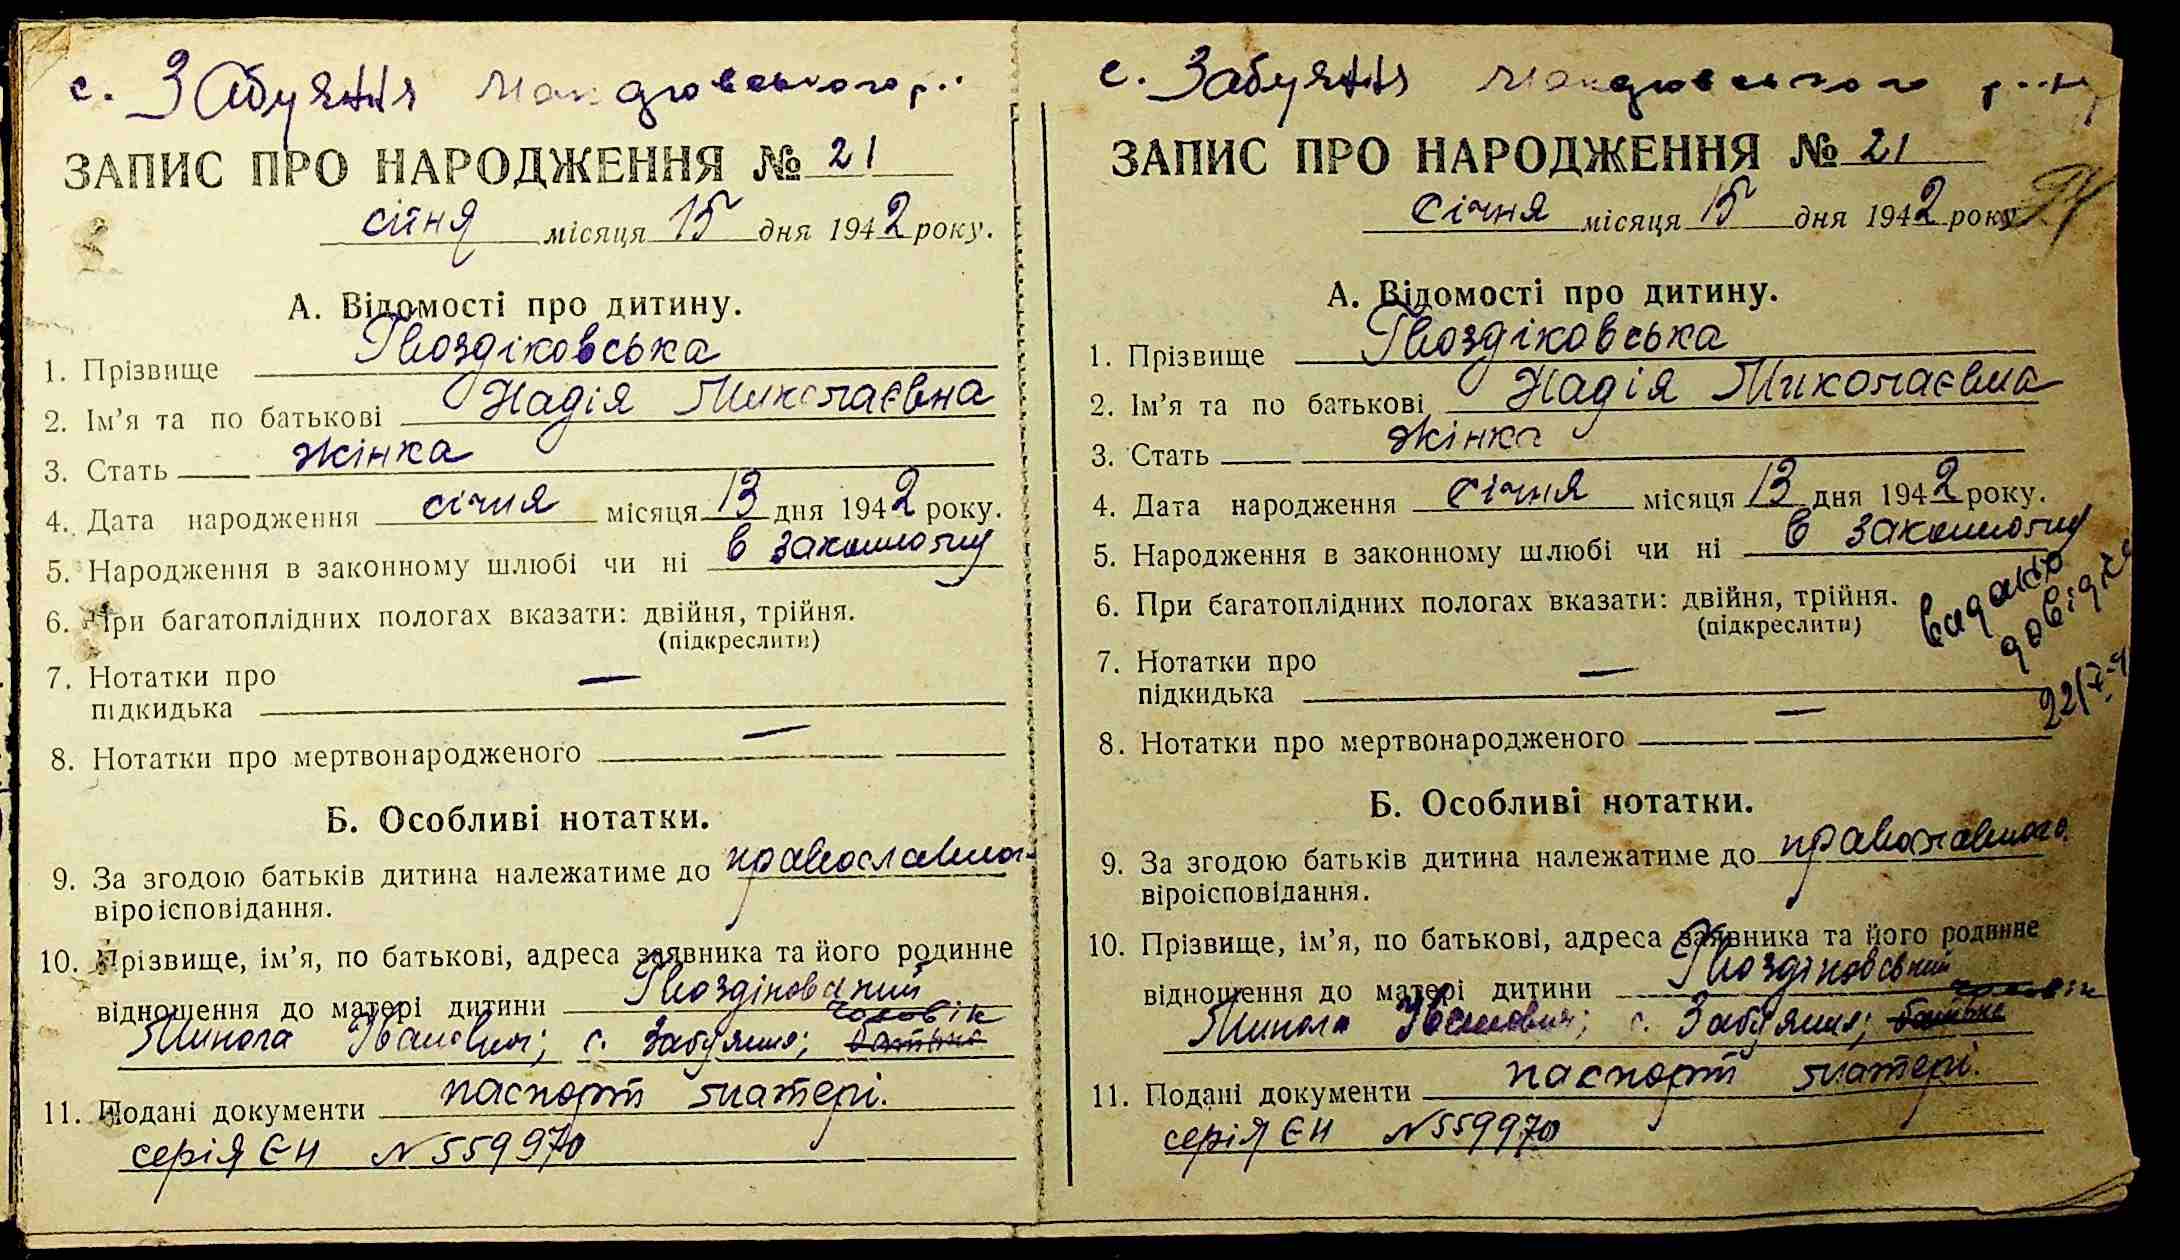 с. Забуяння
ЗАПИС ПРО НАРОДЖЕННЯ № 21
січня місяця 15 дня 1942 року.
А. Відомості про дитину.
1. Прізвище Гвоздіковська
2. Ім'я та по батькові Надія Миколаєвна
3. Стать жінка
4. Дата народження січня місяця 13 дня 1942 року.
5. Народження в законному шлюбі чи ні в законному
6. При багатоплідних пологах вказати: двійня, трійня.
(підкреслити)
7. Нотатки про —
підкидька
8. Нотатки про мертвонародженого —
Б. Особливі нотатки.
9. За згодою батьків дитина належатиме до православного
віроісповідання.
10. Прізвище, ім'я, по батькові, адреса заявника та його родинне
відношення до матері дитини Гвоздіковський чоловік
Микола Іванович; с. Забуяння; батько
11. Подані документи паспорт матері.
серія ЄН № 559970
с. Забуяння
ЗАПИС ПРО НАРОДЖЕННЯ № 21
січня місяця 15 дня 1942 року
А. Відомості про дитину.
1. Прізвище Гвоздіковська
2. Ім'я та по батькові Надія Миколаєвна
3. Стать жінка
4. Дата народження січня місяця 13 дня 1942 року.
5. Народження в законному шлюбі чи ні в законному
6. При багатоплідних пологах вказати: двійня, трійня.
(підкреслити)
видано
довідку
7. Нотатки про —
підкидька
8. Нотатки про мертвонародженого —
Б. Особливі нотатки.
9. За згодою батьків дитина належатиме до православного
віроісповідання.
10. Прізвище, ім'я, по батькові, адреса заявника та його родинне
відношення до матері дитини Гвоздіковський чоловік
Микола Іванович; с. Забуяння; батько
11. Подані документи паспорт матері.
серія ЄН № 559970